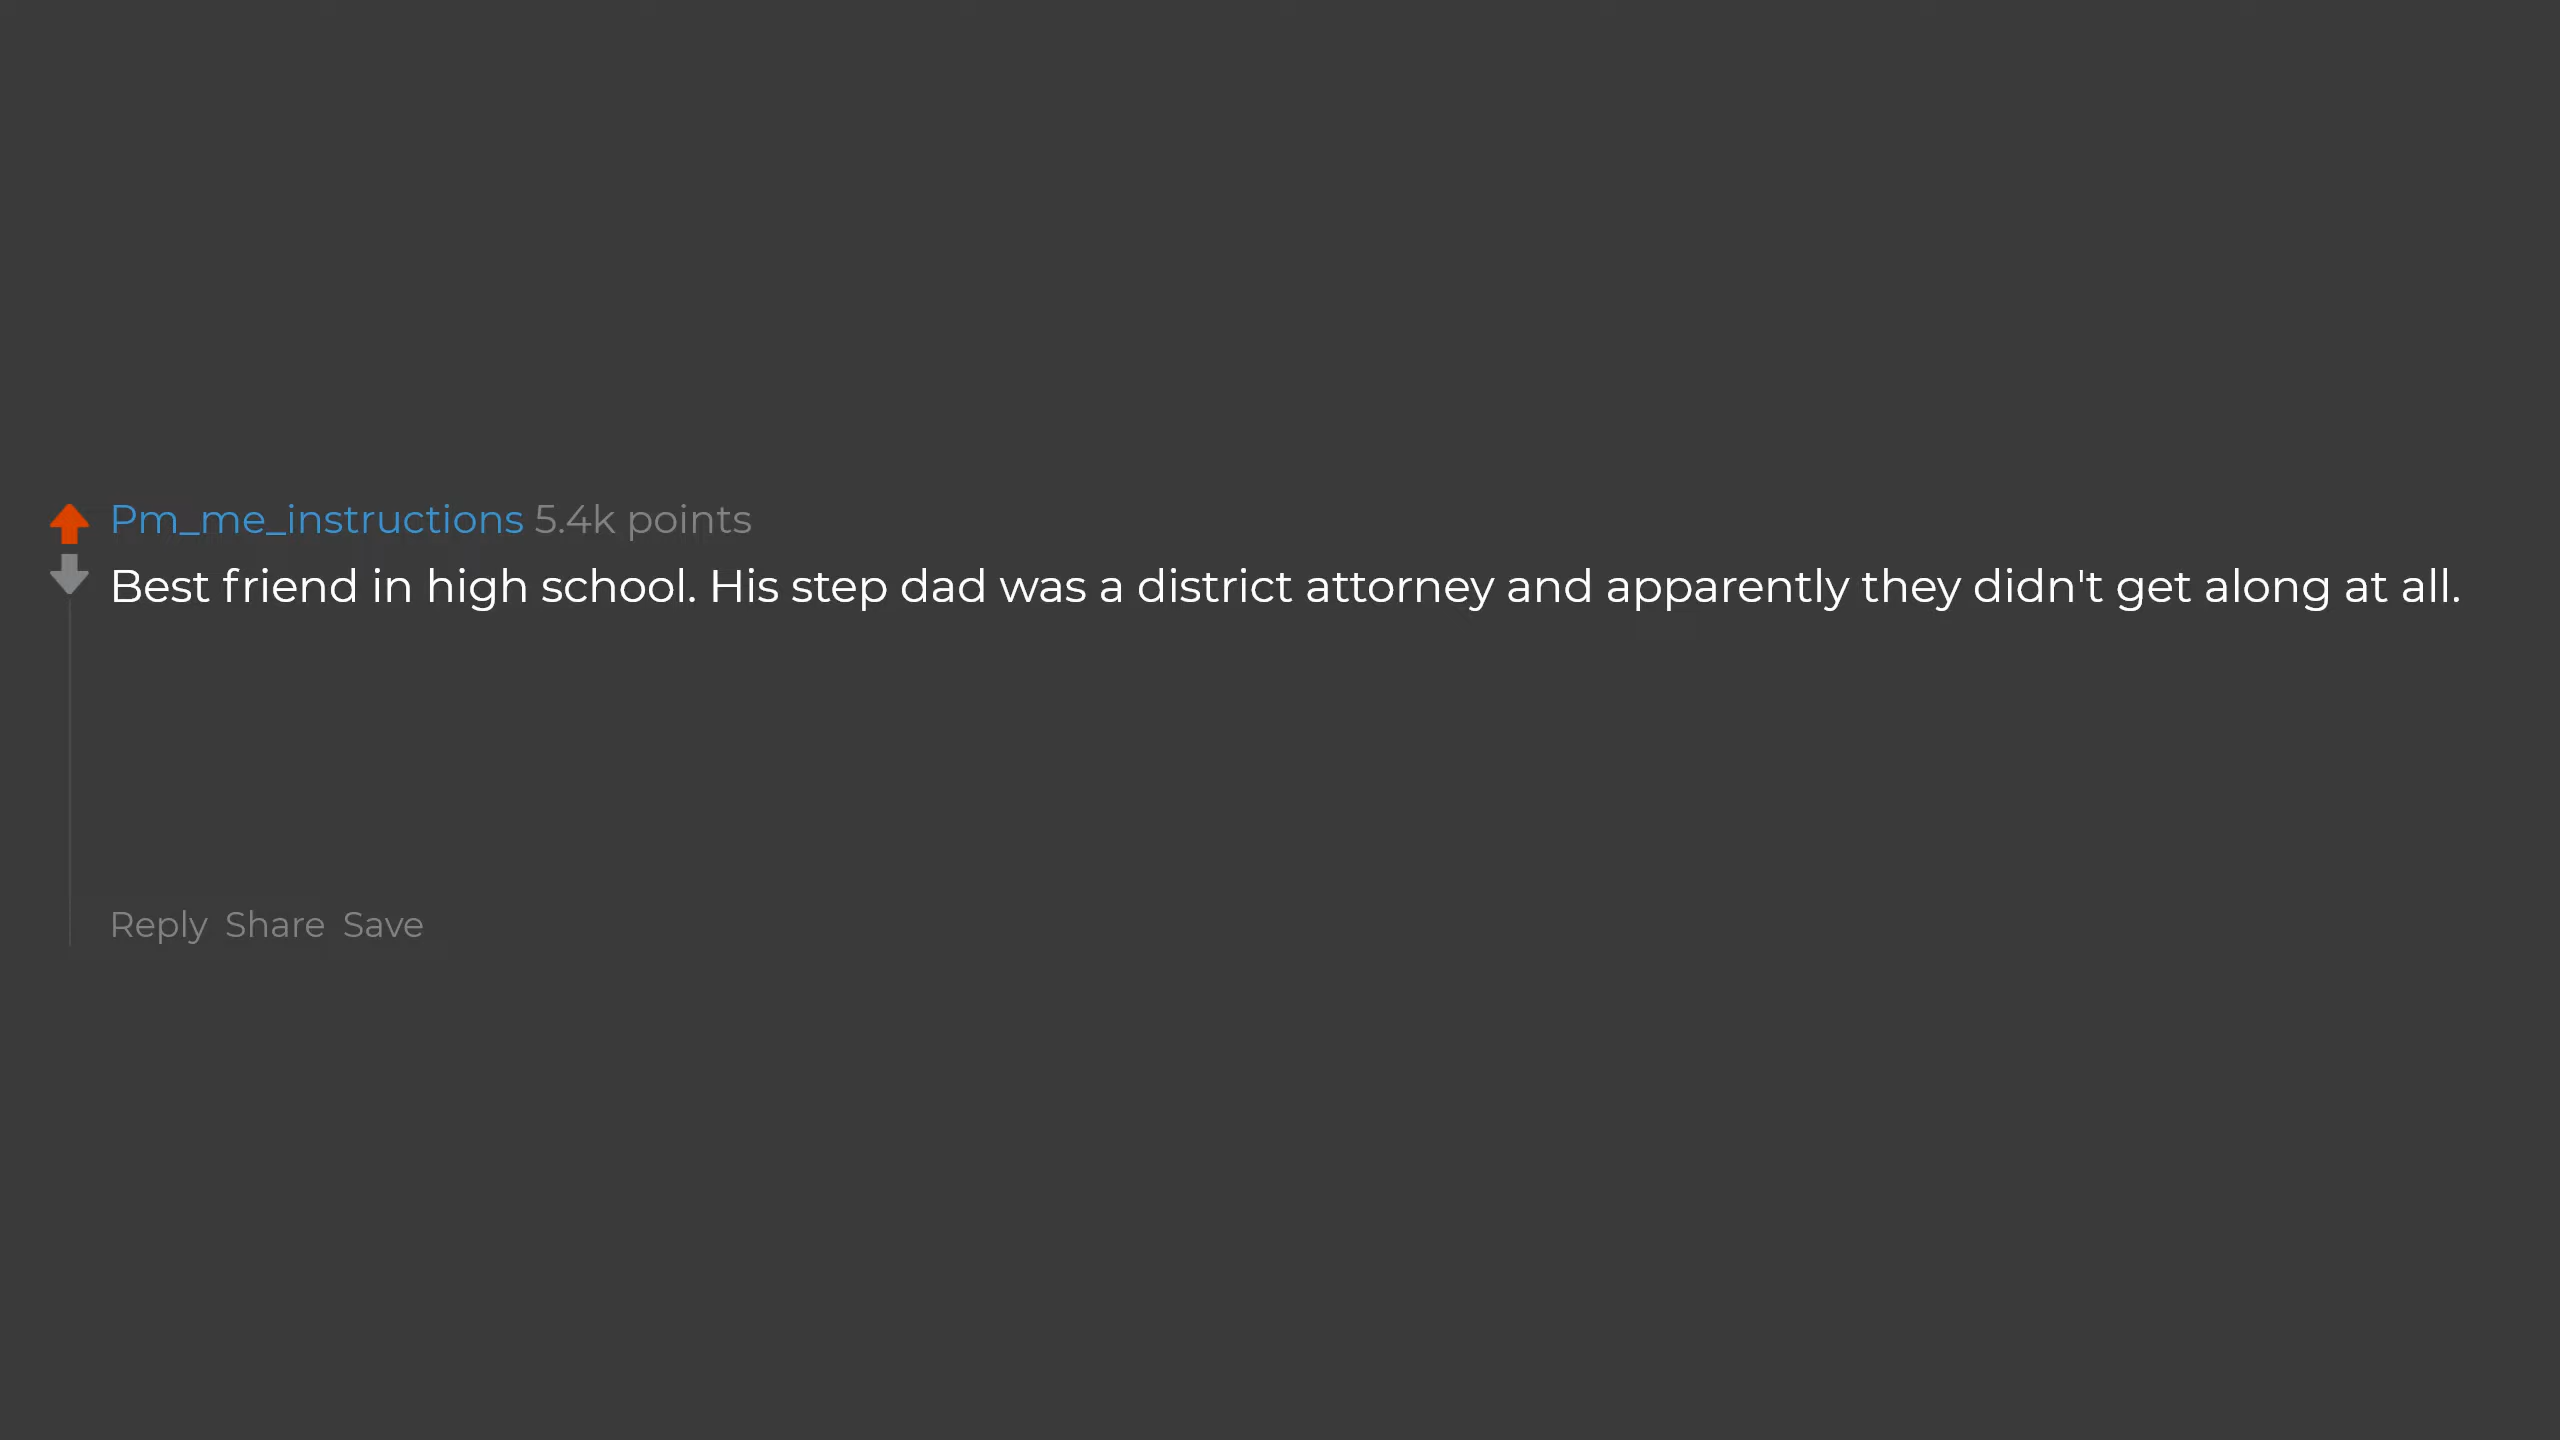 Pm_me_instructions 5.4k points
Best friend in high school. His step dad was a district attorney and apparently they didn't get along at all.
Reply Share Save